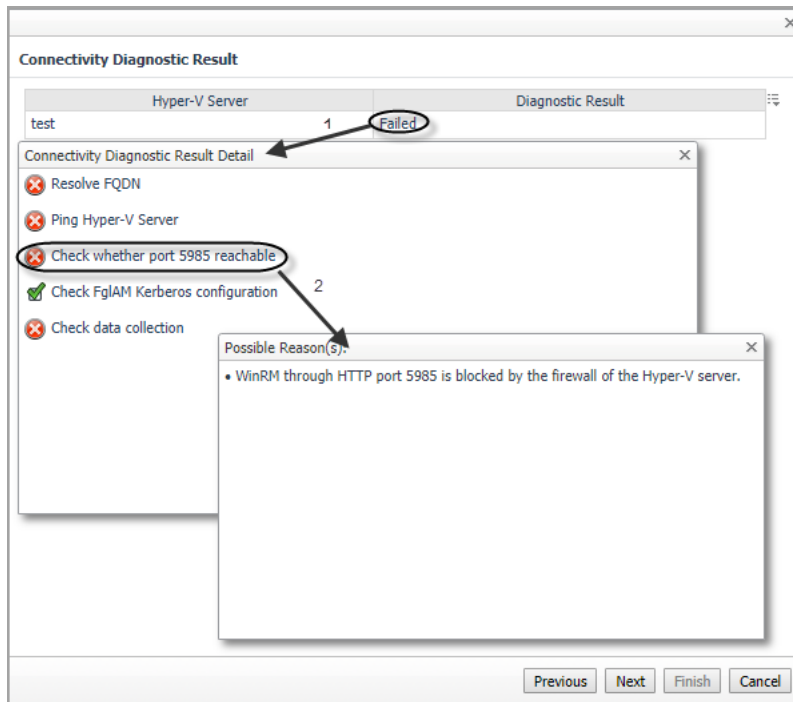 Connectivity Diagnostic Result
Hyper-V Server Diagnostic Result
test 1 Failed
Connectivity Diagnostic Result Detail
Resolve FQDN
Ping Hyper-V Server
Check whether port 5985 reachable
Check FglAM Kerberos configuration 2
Check data collection
Possible Reason(s):
• WinRM through HTTP port 5985 is blocked by the firewall of the Hyper-V server.
Previous Next Finish Cancel